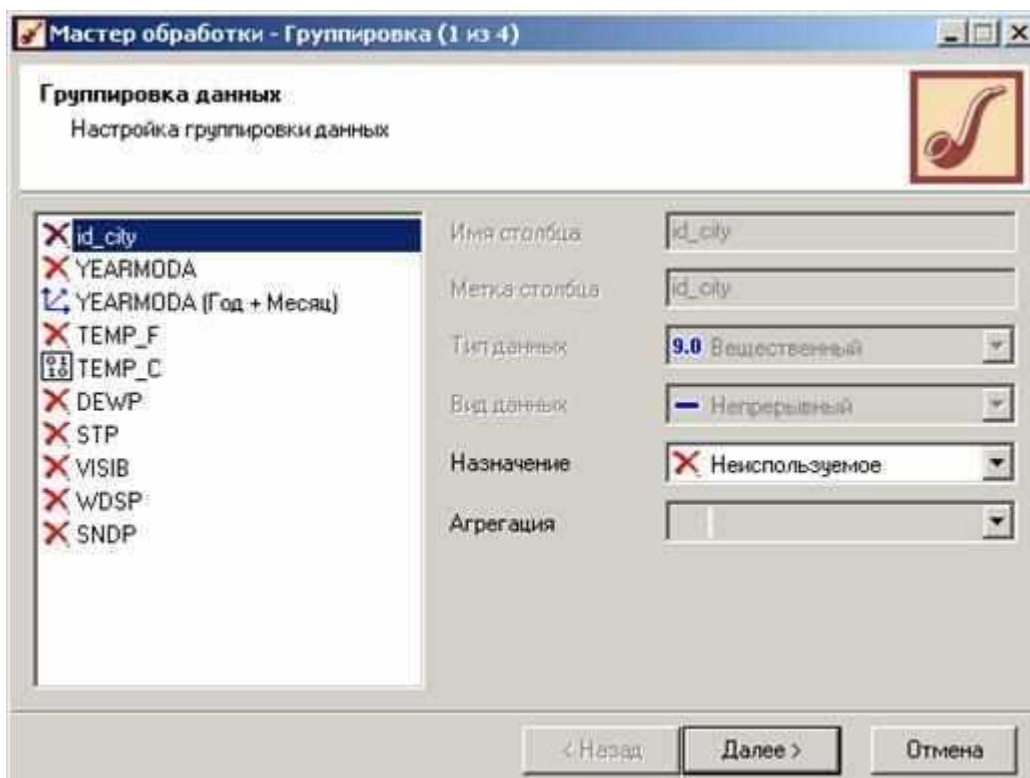 Мастер обработки - Группировка (1 из 4)
Группировка данных
Настройка группировки данных
id_city
YEARMODA
YEARMODA (Год + Месяц)
TEMP_F
TEMP_C
DEWP
STP
VISIB
WDSP
SNDP
Имя столбца id_city
Метка столбца id_city
Тип данных 9.0 Вещественный
Вид данных Непрерывный
Назначение Неиспользуемое
Агрегация
< Назад Далее > Отмена